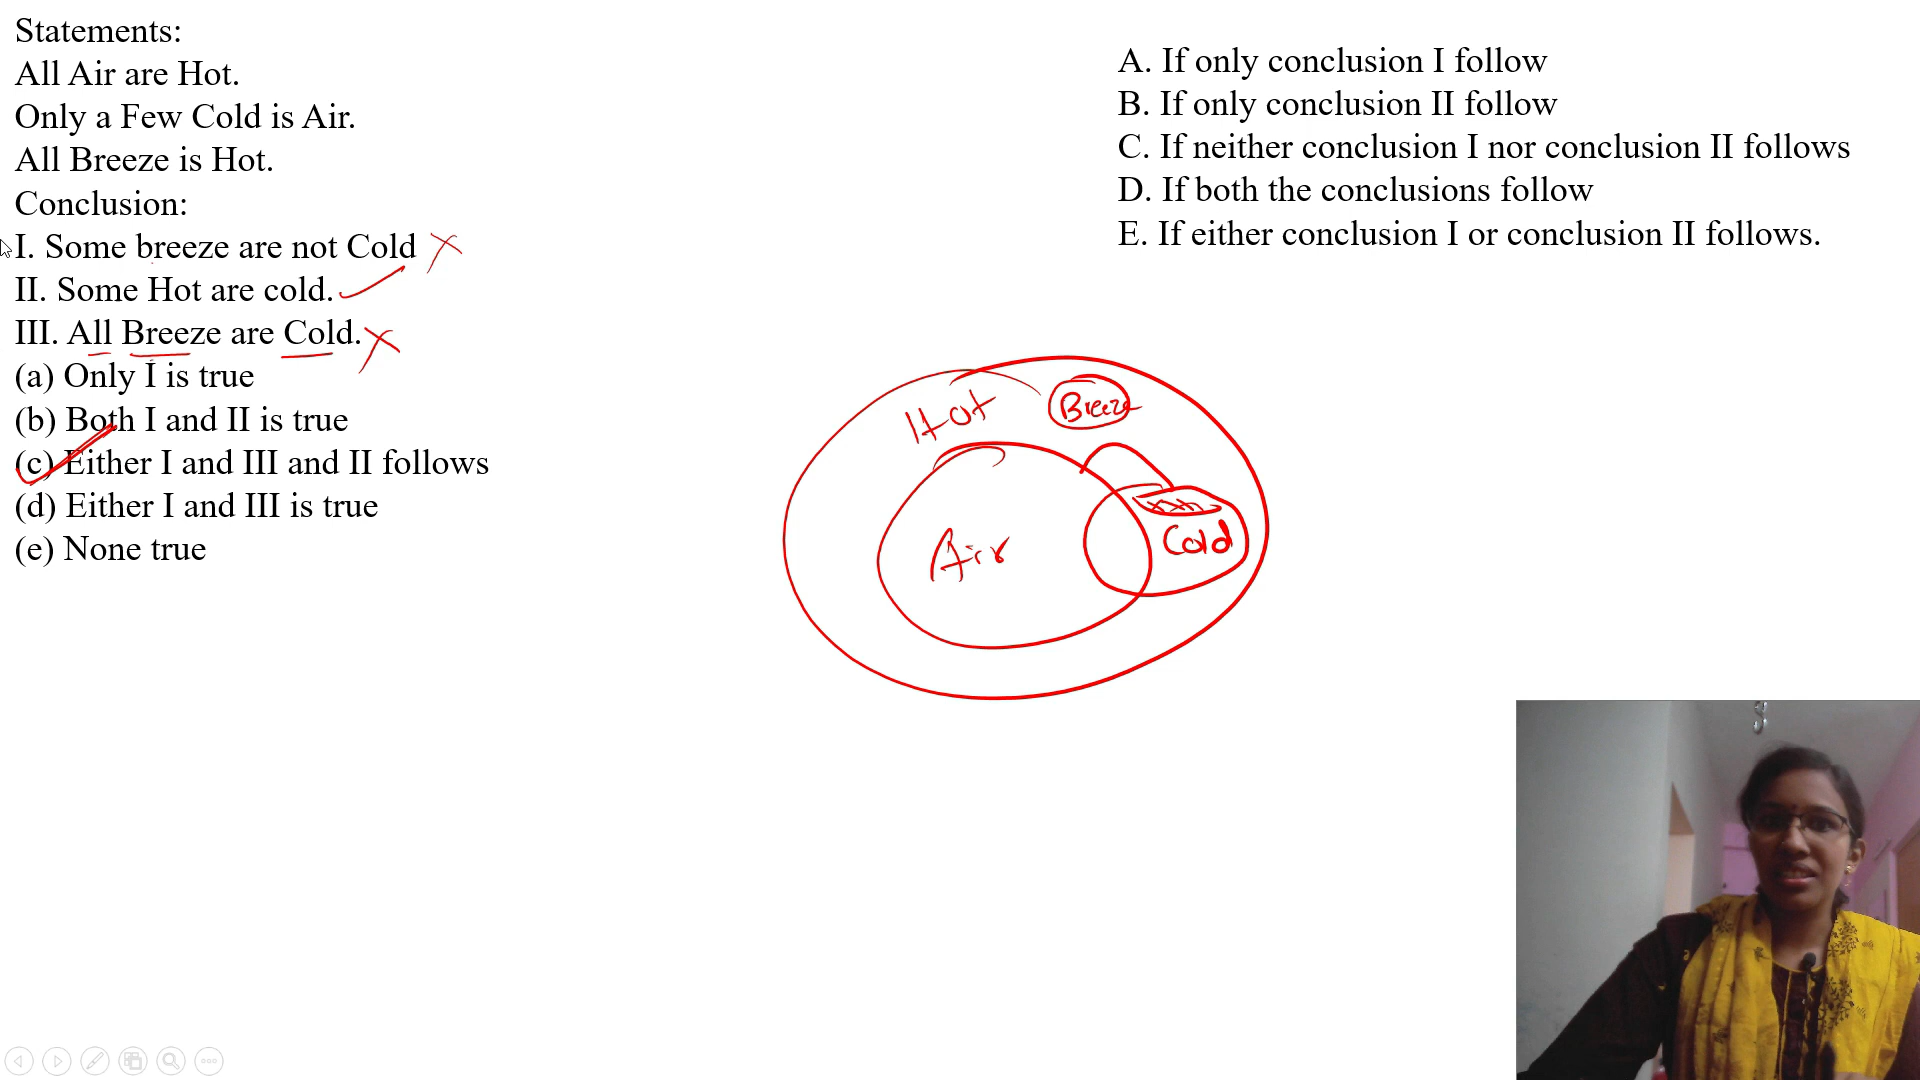 Statements:
All Air are Hot.
Only a Few Cold is Air.
All Breeze is Hot.
Conclusion:
I. Some breeze are not Cold
II. Some Hot are cold.
III. All Breeze are Cold.
(a) Only I is true
(b) Both I and II is true
(c) Either I and III and II follows
(d) Either I and III is true
(e) None true
A. If only conclusion I follow
B. If only conclusion II follow
C. If neither conclusion I nor conclusion II follows
D. If both the conclusions follow
E. If either conclusion I or conclusion II follows.
Hot
Breeze
Air
Cold